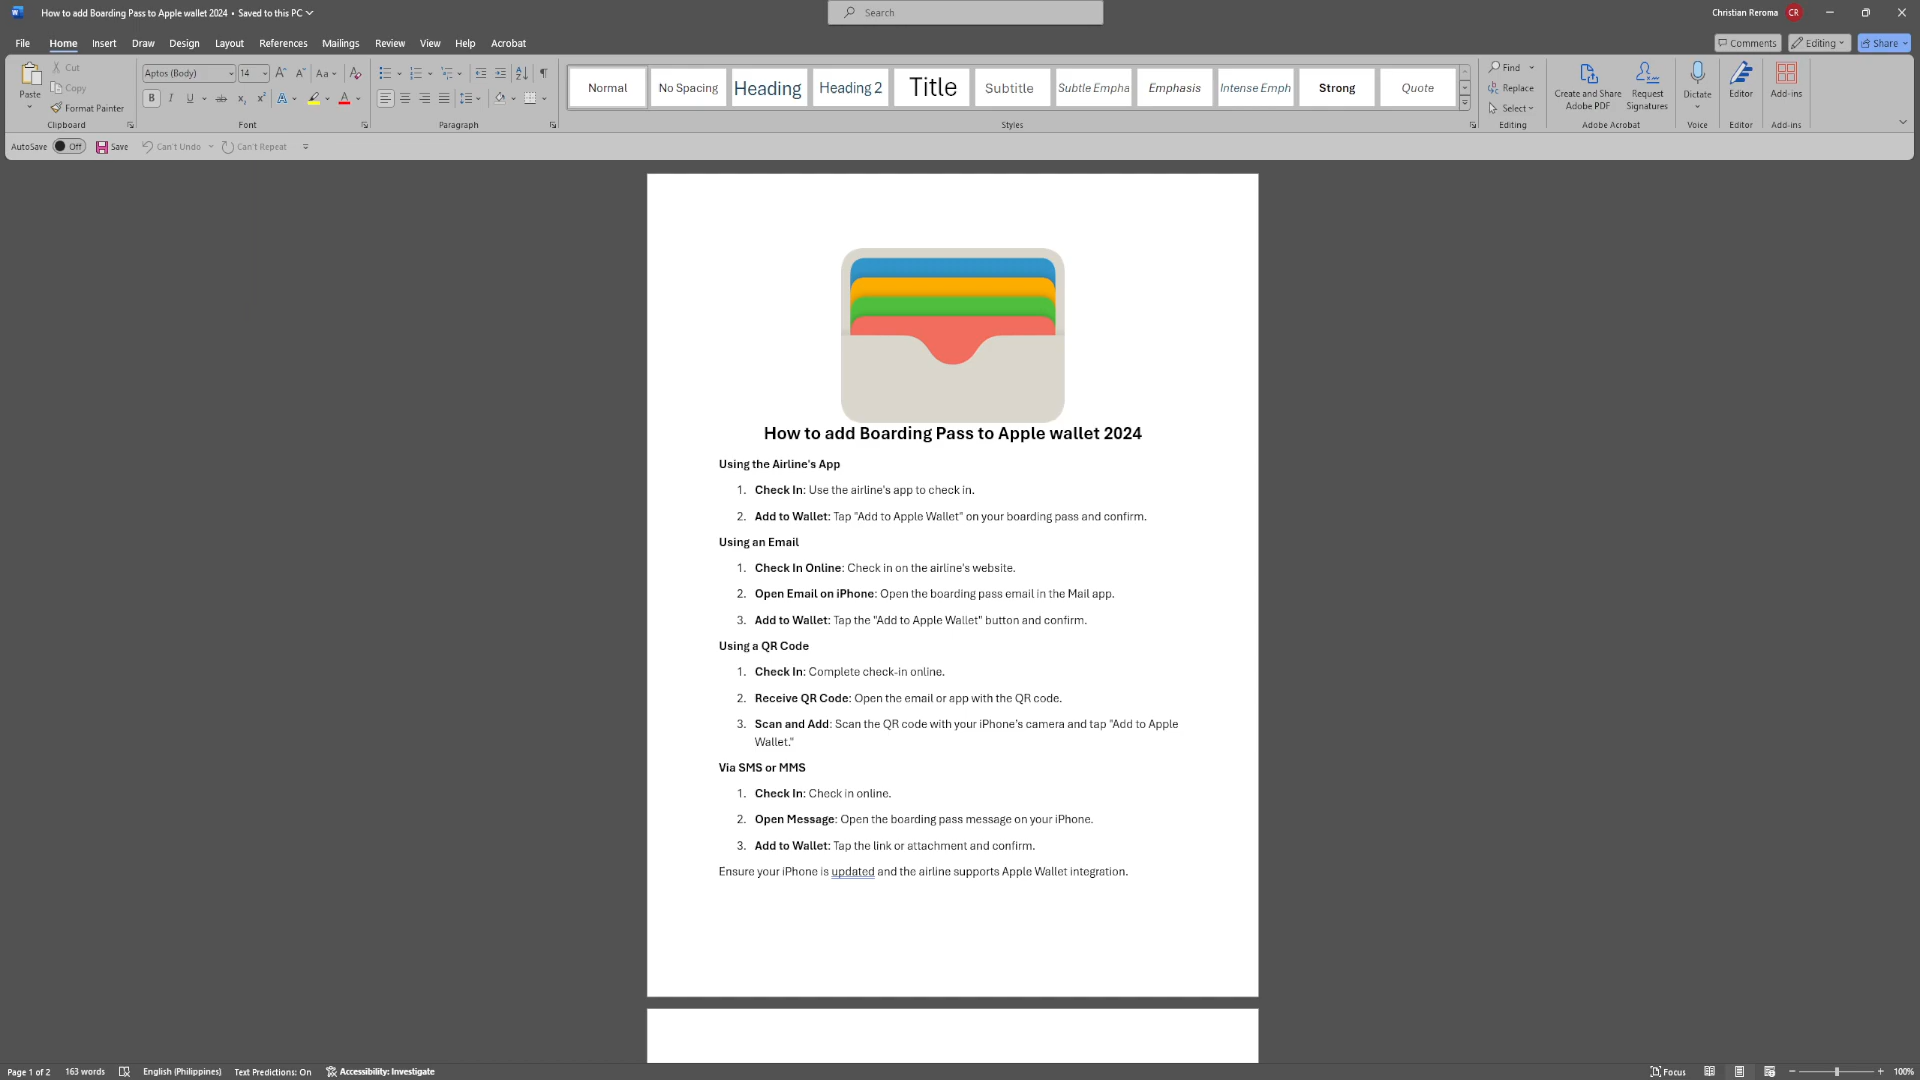 How to add Boarding Pass to Apple wallet 2024 • Saved to this PC
Search
Christian Reroma CR
File Home Insert Draw Design Layout References Mailings Review View Help Acrobat
Comments Editing Share
Paste
Cut
Copy
Format Painter
Clipboard
Aptos (Body) 14
Font
Paragraph
Normal No Spacing Heading Heading 2 Title Subtitle Subtle Empha Emphasis Intense Emph Strong Quote
Styles
Find
Replace
Select
Editing
Create and Share
Adobe PDF
Request
Signatures
Adobe Acrobat
Dictate
Voice
Editor
Editor
Add-ins
Add-ins
AutoSave Off Save Can't Undo Can't Repeat
How to add Boarding Pass to Apple wallet 2024
Using the Airline's App
1. Check In: Use the airline's app to check in.
2. Add to Wallet: Tap "Add to Apple Wallet" on your boarding pass and confirm.
Using an Email
1. Check In Online: Check in on the airline's website.
2. Open Email on iPhone: Open the boarding pass email in the Mail app.
3. Add to Wallet: Tap the "Add to Apple Wallet" button and confirm.
Using a QR Code
1. Check In: Complete check-in online.
2. Receive QR Code: Open the email or app with the QR code.
3. Scan and Add: Scan the QR code with your iPhone's camera and tap "Add to Apple
Wallet."
Via SMS or MMS
1. Check In: Check in online.
2. Open Message: Open the boarding pass message on your iPhone.
3. Add to Wallet: Tap the link or attachment and confirm.
Ensure your iPhone is updated and the airline supports Apple Wallet integration.
Page 1 of 2 163 words English (Philippines) Text Predictions: On Accessibility: Investigate
Focus 100%